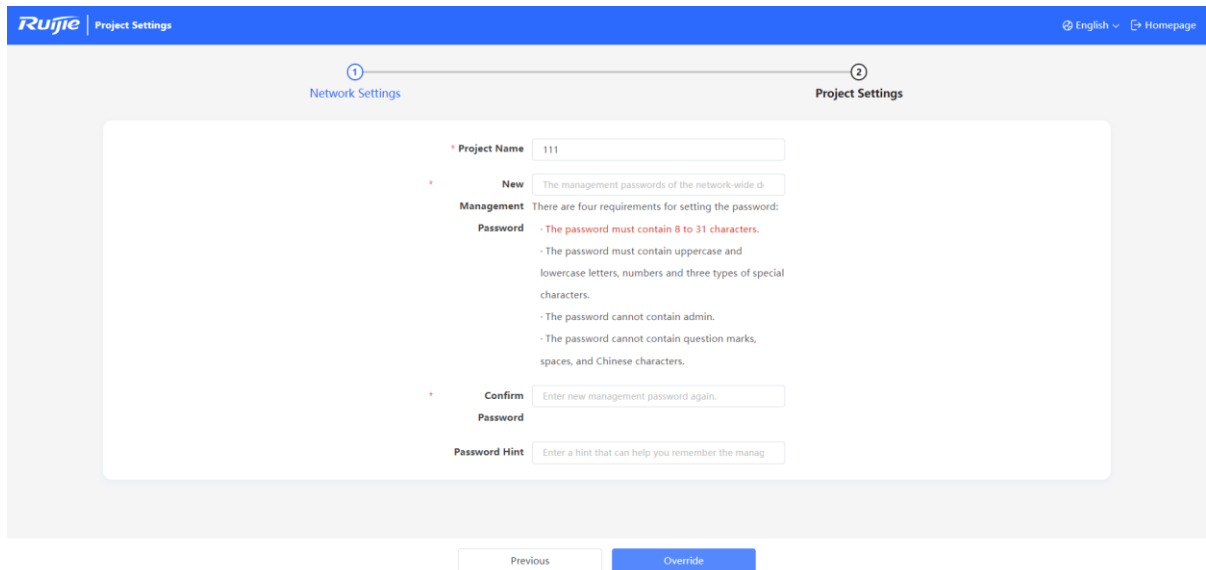 Ruijie | Project Settings
English
Homepage
1
2
Network Settings
Project Settings
* Project Name
111
* New
Management
Password
The management passwords of the network-wide d
There are four requirements for setting the password:
· The password must contain 8 to 31 characters.
· The password must contain uppercase and
lowercase letters, numbers and three types of special
characters.
· The password cannot contain admin.
· The password cannot contain question marks,
spaces, and Chinese characters.
* Confirm
Password
Enter new management password again.
Password Hint
Enter a hint that can help you remember the manag
Previous
Override